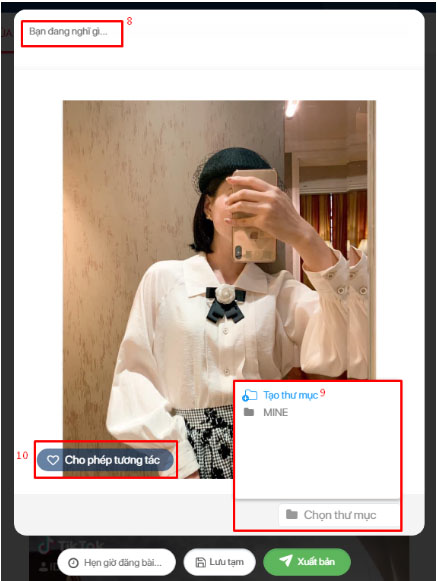 Bạn đang nghĩ gì...
8
Tạo thư mục 9
MINE
10
Cho phép tương tác
Chọn thư mục
TikTok
Hẹn giờ đăng bài...
Lưu tạm
Xuất bản